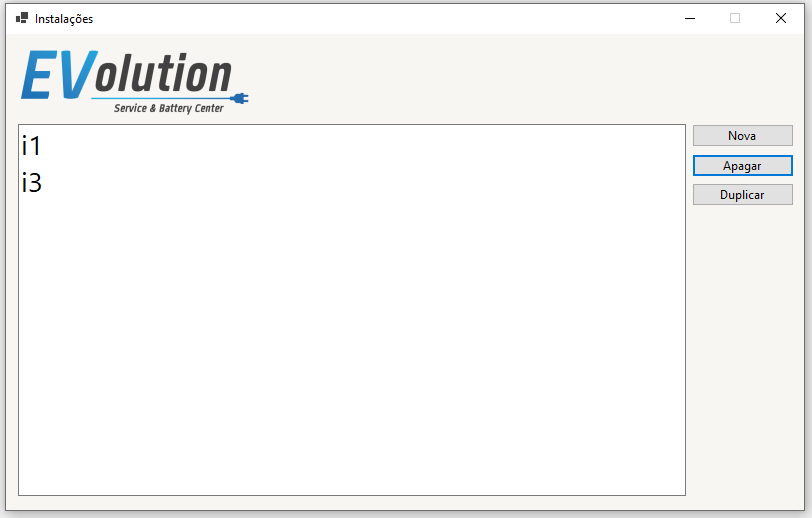 Instalações
EVolution
Service & Battery Center
i1
i3
Nova
Apagar
Duplicar